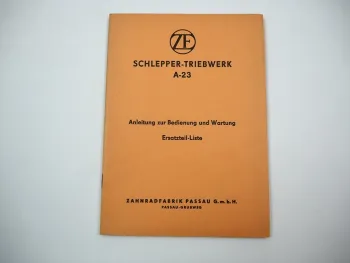 ZF
SCHLEPPER-TRIEBWERK
A-23
Anleitung zur Bedienung und Wartung
Ersatzteil-Liste
ZAHNRADFABRIK PASSAU G.m.b.H.
PASSAU-GRUBWEG